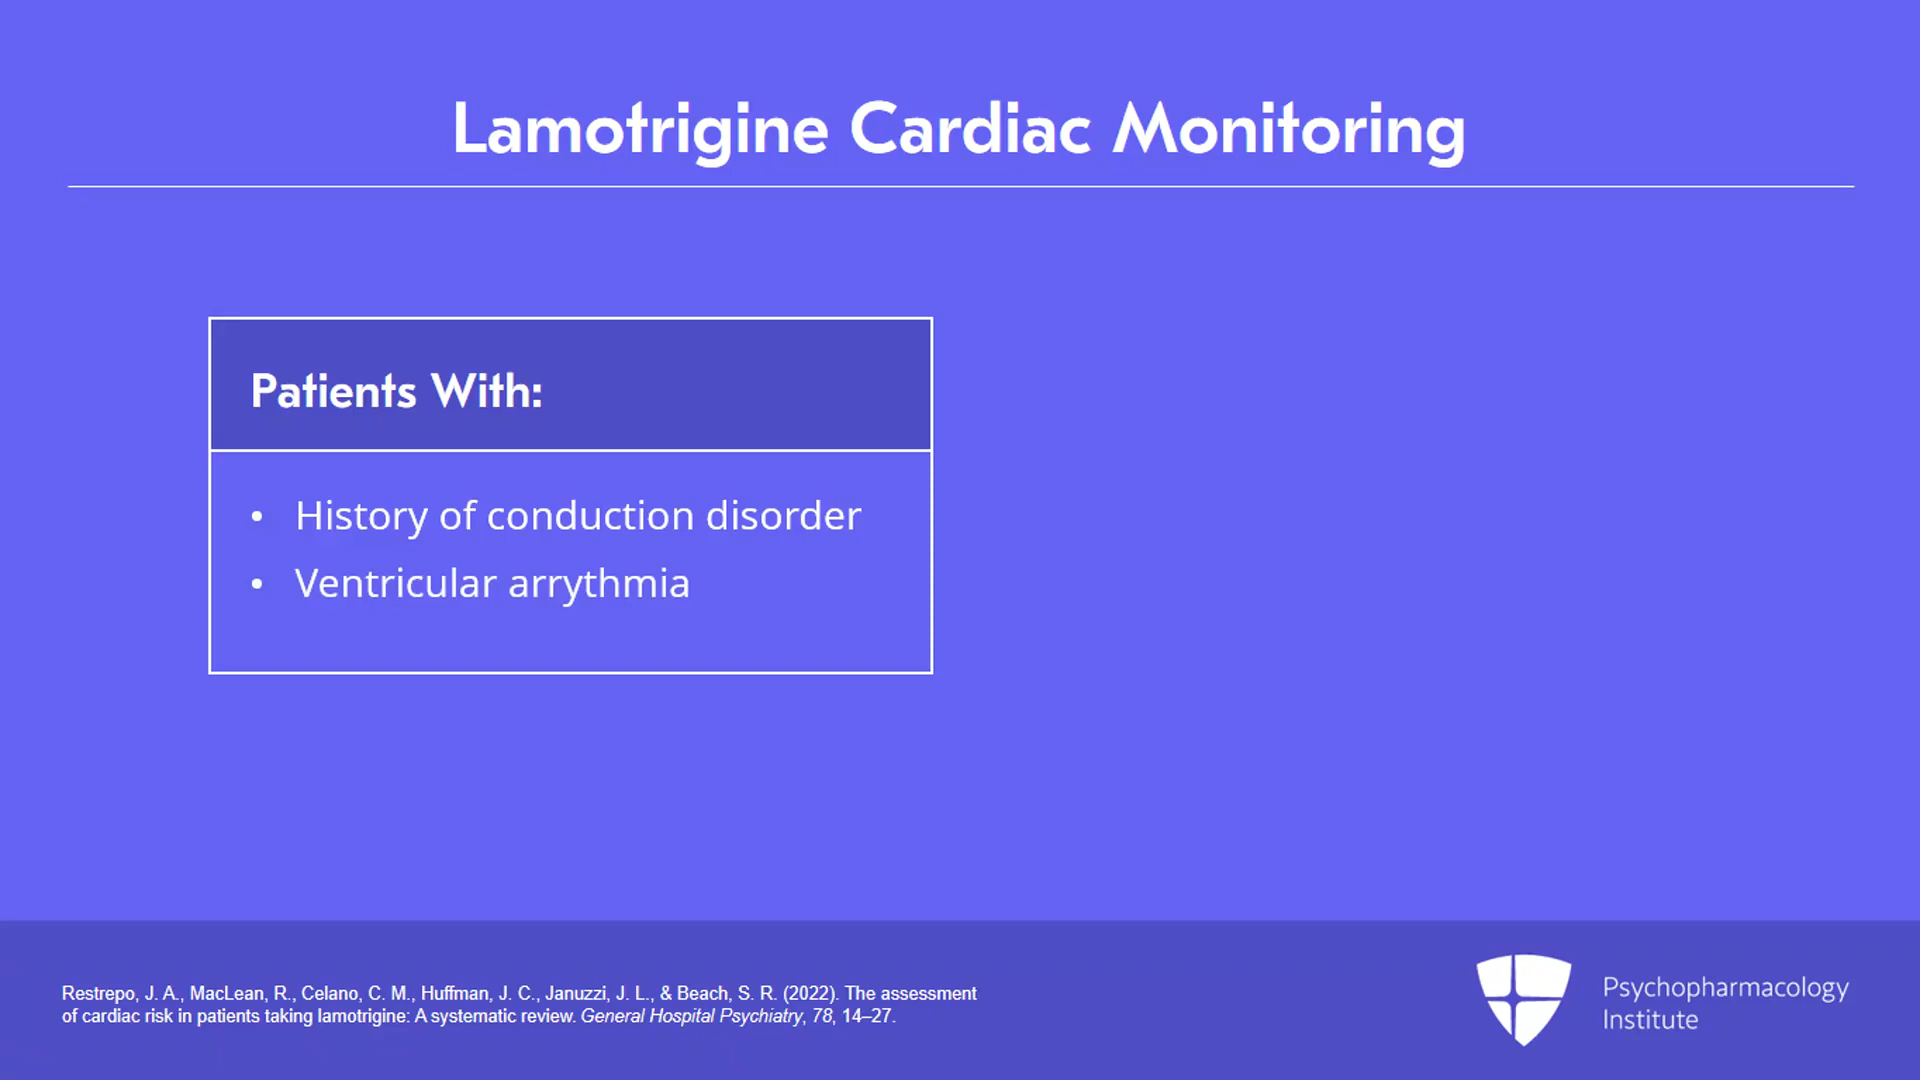 Lamotrigine Cardiac Monitoring
Patients With:
• History of conduction disorder
• Ventricular arrythmia
Restrepo, J. A., MacLean, R., Celano, C. M., Huffman, J. C., Januzzi, J. L., & Beach, S. R. (2022). The assessment
of cardiac risk in patients taking lamotrigine: A systematic review. General Hospital Psychiatry, 78, 14–27.
Psychopharmacology
Institute